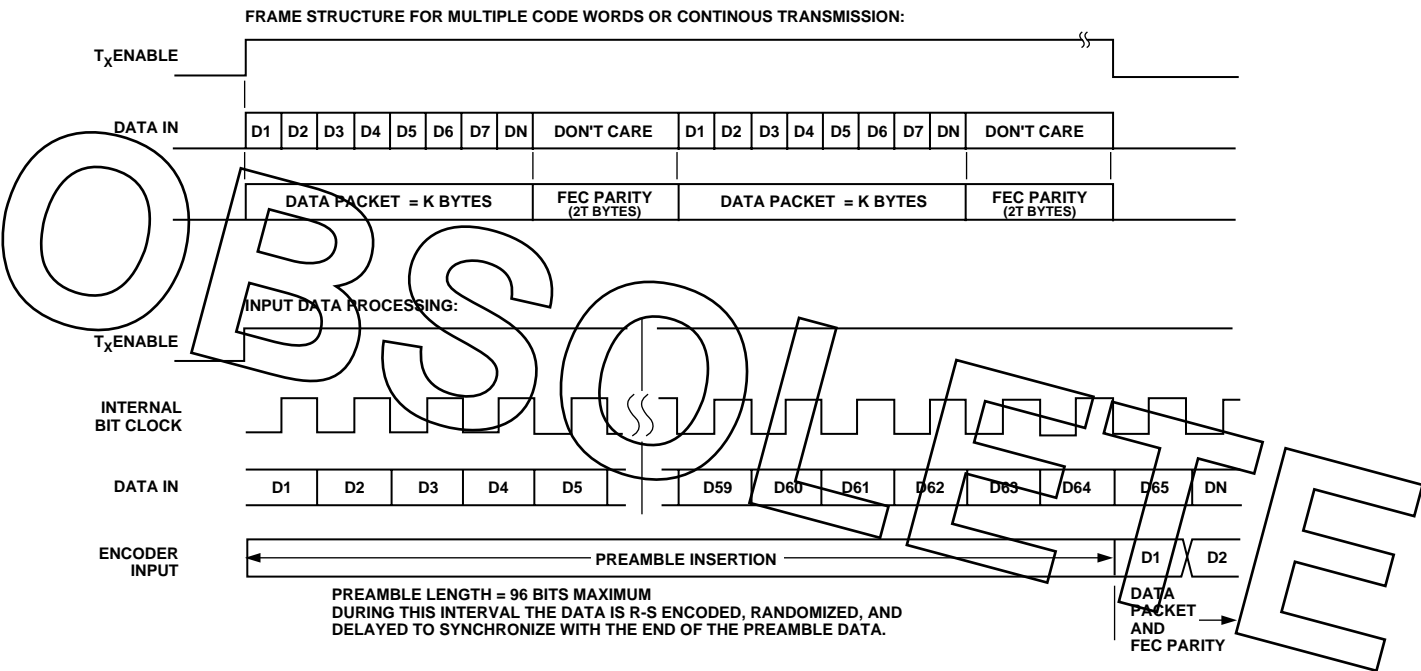 FRAME STRUCTURE FOR MULTIPLE CODE WORDS OR CONTINOUS TRANSMISSION:
TXENABLE
DATA IN D1 D2 D3 D4 D5 D6 D7 DN DON'T CARE D1 D2 D3 D4 D5 D6 D7 DN DON'T CARE
DATA PACKET = K BYTES FEC PARITY (2T BYTES) DATA PACKET = K BYTES FEC PARITY (2T BYTES)
INPUT DATA PROCESSING:
TXENABLE
INTERNAL
BIT CLOCK
DATA IN D1 D2 D3 D4 D5 D59 D60 D61 D62 D63 D64 D65 DN
ENCODER
INPUT
PREAMBLE INSERTION D1 D2
PREAMBLE LENGTH = 96 BITS MAXIMUM
DURING THIS INTERVAL THE DATA IS R-S ENCODED, RANDOMIZED, AND
DELAYED TO SYNCHRONIZE WITH THE END OF THE PREAMBLE DATA.
DATA
PACKET
AND
FEC PARITY
OBSOLETE